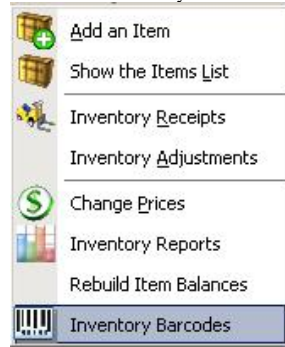 Add an Item
Show the Items List
Inventory Receipts
Inventory Adjustments
Change Prices
Inventory Reports
Rebuild Item Balances
Inventory Barcodes